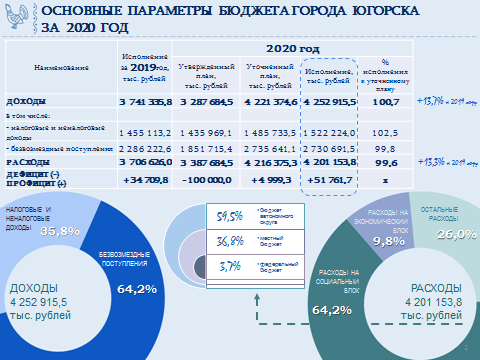 ОСНОВНЫЕ ПАРАМЕТРЫ БЮДЖЕТА ГОРОДА ЮГОРСКА
ЗА 2020 ГОД
Наименование
Исполнение
за 2019год,
тыс. рублей
2020 год
Утвержденный
план,
тыс. рублей
Уточненный
план,
тыс. рублей
Исполнение,
тыс. рублей
%
исполнения
к уточненному
плану
ДОХОДЫ 3 741 335,8 3 287 684,5 4 221 374,6 4 252 915,5 100,7 +13,7% к 2019 году
в том числе:
- налоговые и неналоговые
доходы 1 455 113,2 1 435 969,1 1 485 733,5 1 522 224,0 102,5
- безвозмездные поступления 2 286 222,6 1 851 715,4 2 735 641,1 2 730 691,5 99,8
РАСХОДЫ 3 706 626,0 3 387 684,5 4 216 375,3 4 201 153,8 99,6 +13,3% к 2019 году
ДЕФИЦИТ (-)
ПРОФИЦИТ (+) +34 709,8 -100 000,0 +4 999,3 +51 761,7 х
НАЛОГОВЫЕ И
НЕНАЛОГОВЫЕ
ДОХОДЫ
35,8%
БЕЗВОЗМЕЗДНЫЕ
ПОСТУПЛЕНИЯ
64,2%
ДОХОДЫ
4 252 915,5
тыс. рублей
59,5%
• бюджет
автономного
округа
36,8%
• местный
бюджет
3,7%
• федеральный
бюджет
РАСХОДЫ НА
ЭКОНОМИЧЕСКИЙ
БЛОК
9,8%
ОСТАЛЬНЫЕ
РАСХОДЫ
26,0%
РАСХОДЫ НА
СОЦИАЛЬНЫЙ
БЛОК
64,2%
РАСХОДЫ
4 201 153,8
тыс. рублей
2